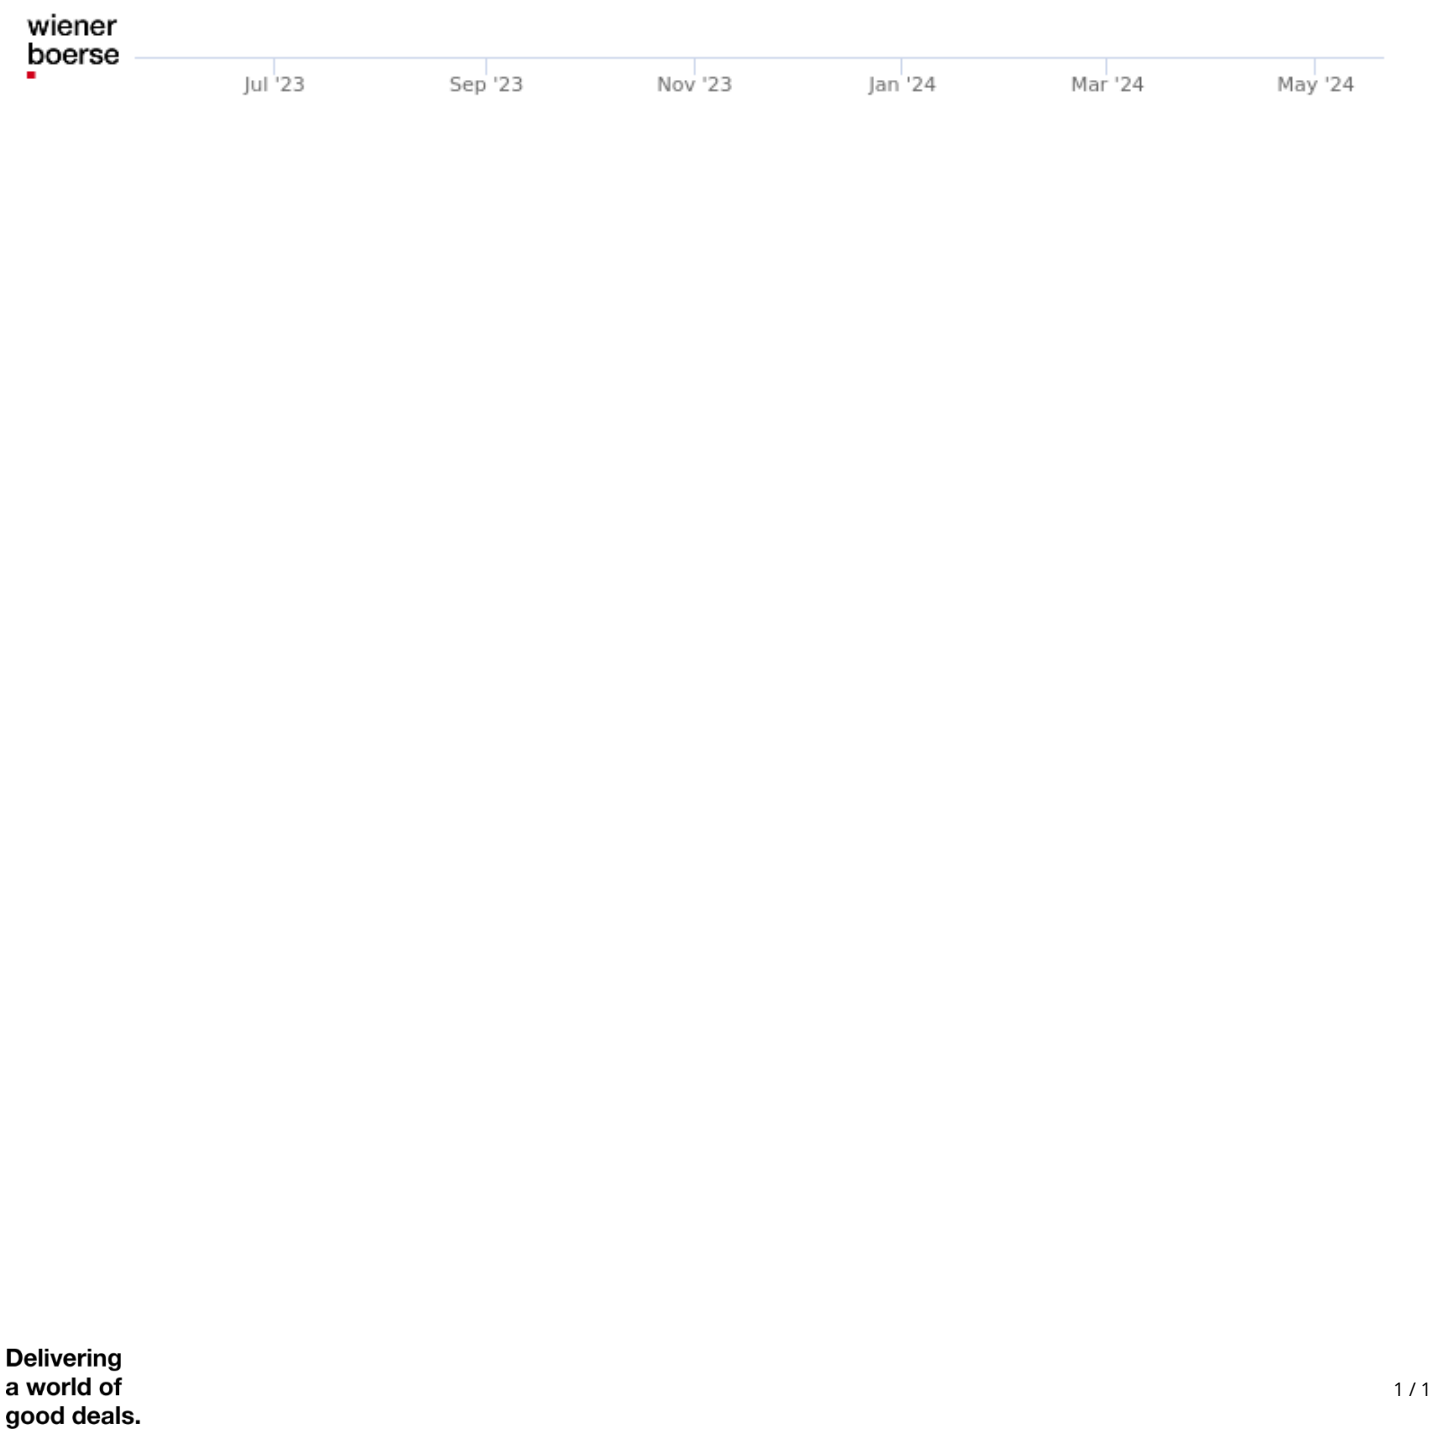 wiener
boerse
Jul '23 Sep '23 Nov '23 Jan '24 Mar '24 May '24
Delivering
a world of
good deals.
1 / 1